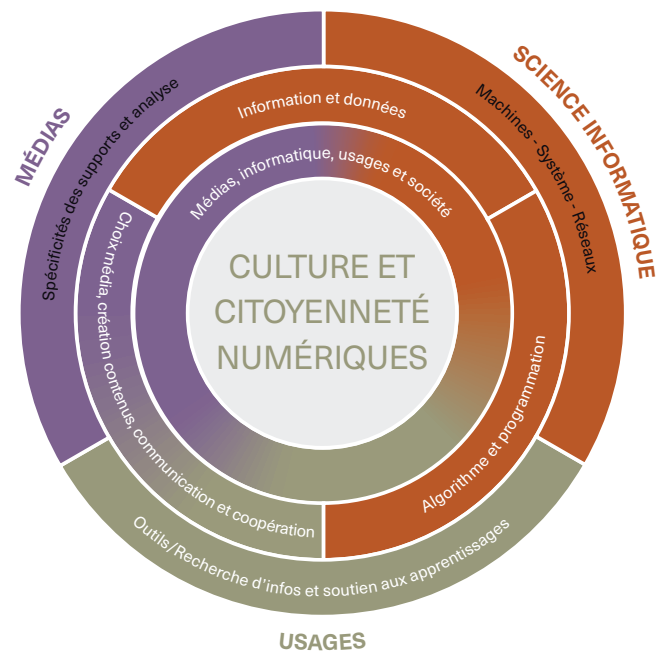 MÉDIAS
SCIENCE INFORMATIQUE
Spécificités des supports et analyse
Machines - Système - Réseaux
Information et données
Médias, informatique, usages et société
CULTURE ET
CITOYENNETÉ
NUMÉRIQUES
Choix média, création contenus, communication et coopération
Algorithme et programmation
Outils/Recherche d'infos et soutien aux apprentissages
USAGES